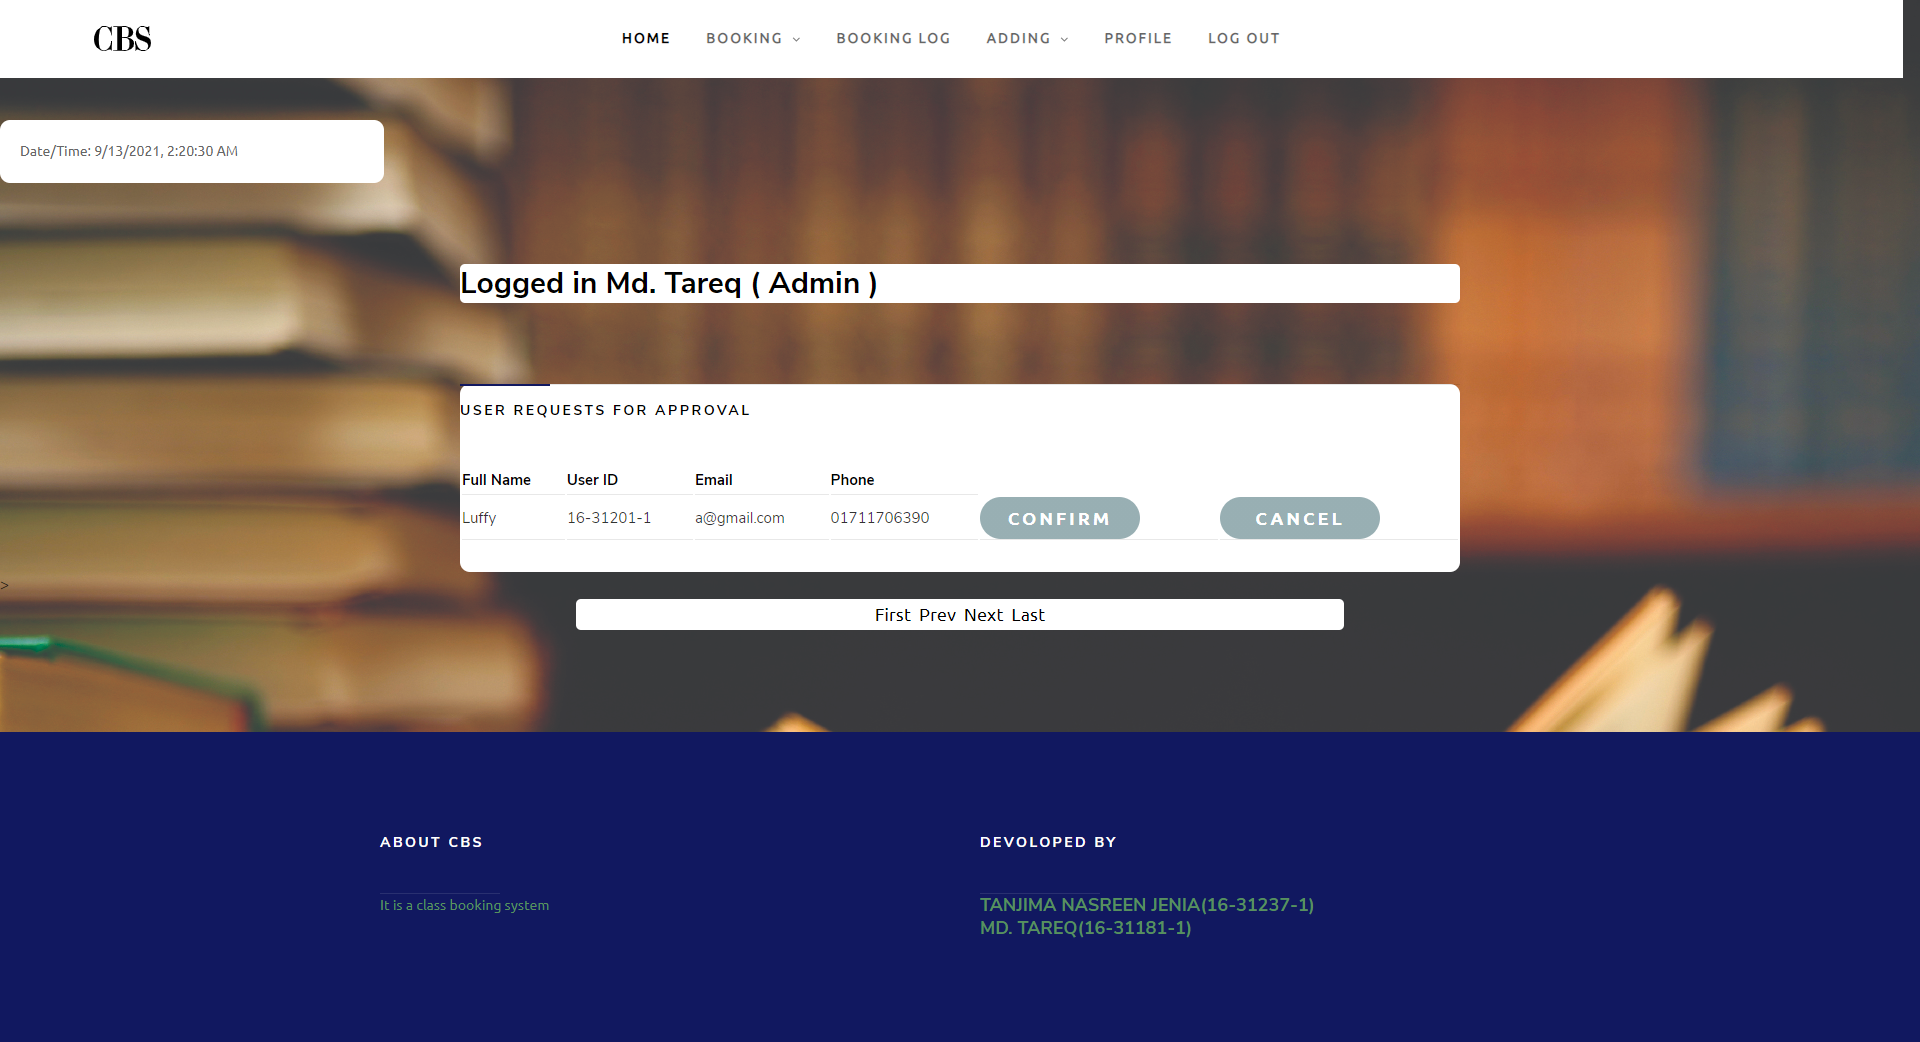 CBS
HOME BOOKING BOOKING LOG ADDING PROFILE LOG OUT
Date/Time: 9/13/2021, 2:20:30 AM
Logged in Md. Tareq ( Admin )
USER REQUESTS FOR APPROVAL
Full Name User ID Email Phone
Luffy 16-31201-1 a@gmail.com 01711706390 CONFIRM CANCEL
>
First Prev Next Last
ABOUT CBS
It is a class booking system
DEVOLOPED BY
TANJIMA NASREEN JENIA(16-31237-1)
MD. TAREQ(16-31181-1)